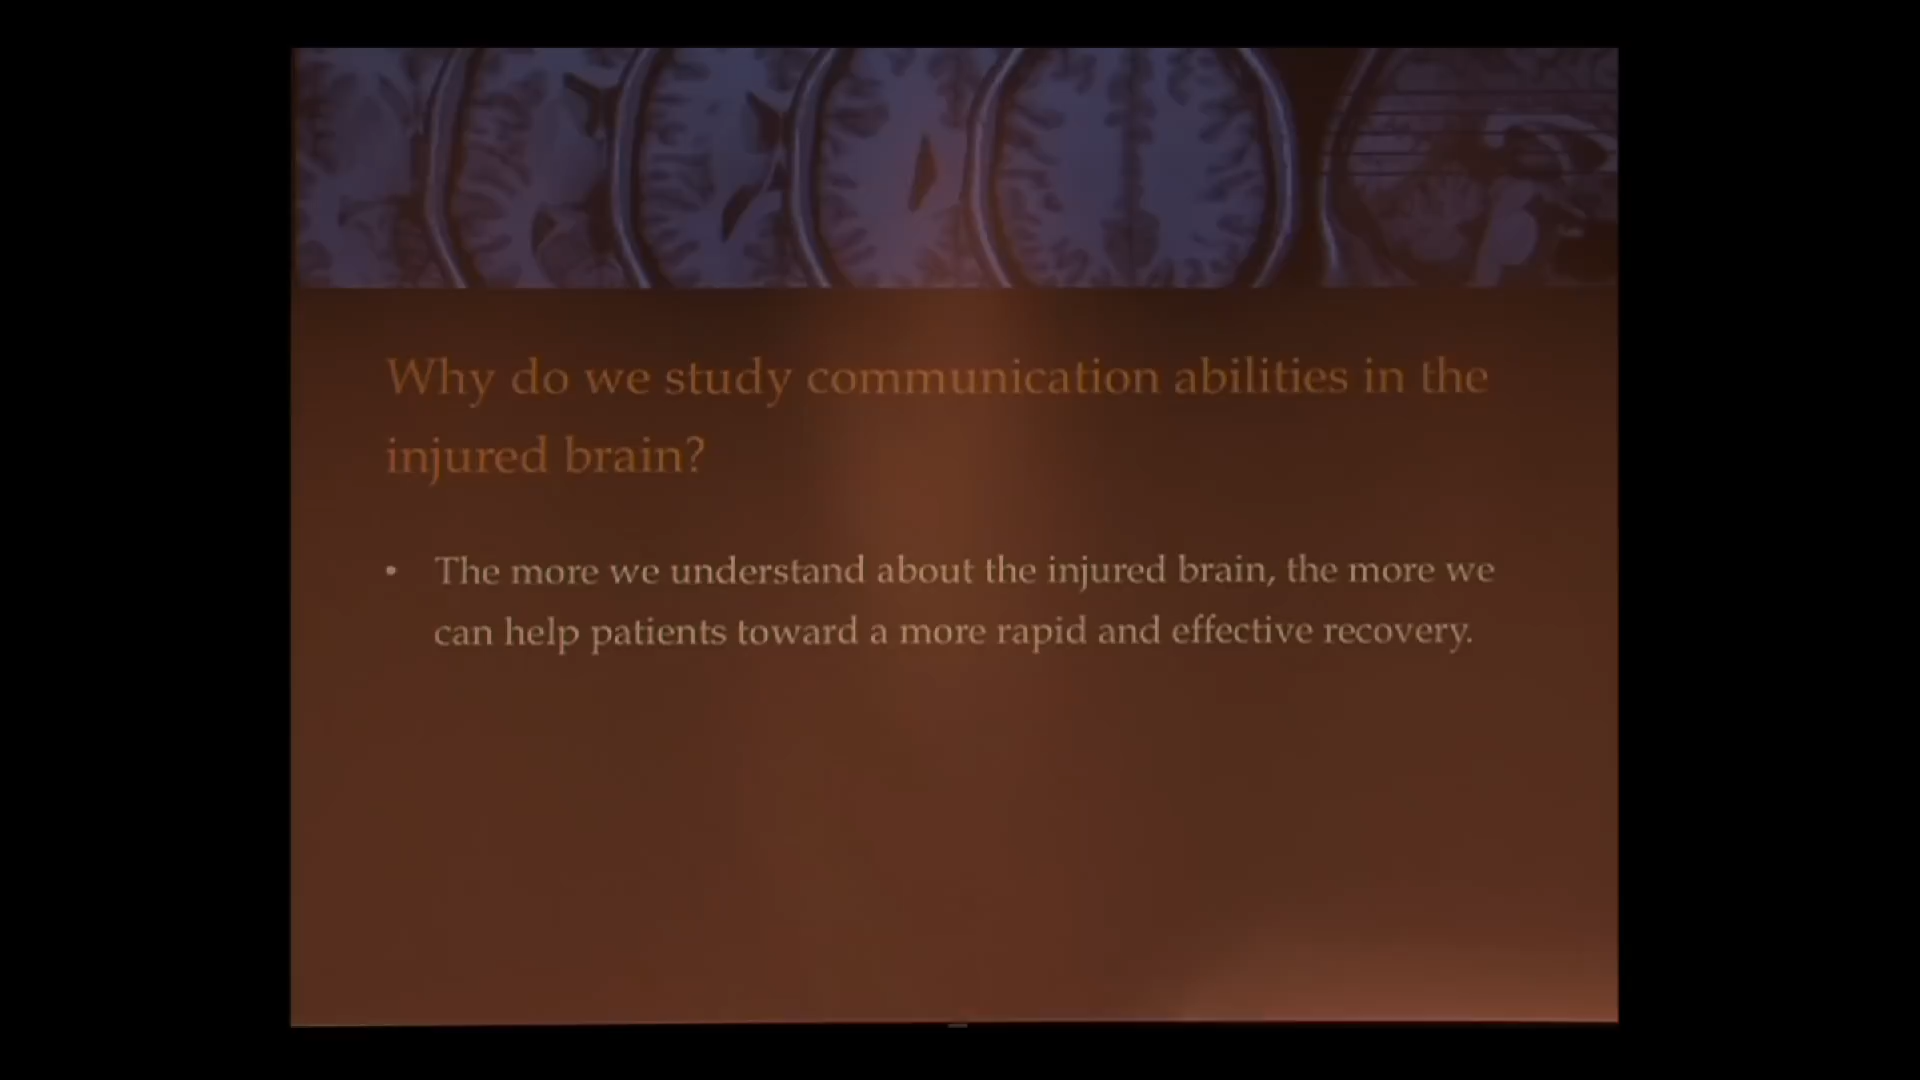 Why do we study communication abilities in the
injured brain?
• The more we understand about the injured brain, the more we
can help patients toward a more rapid and effective recovery.